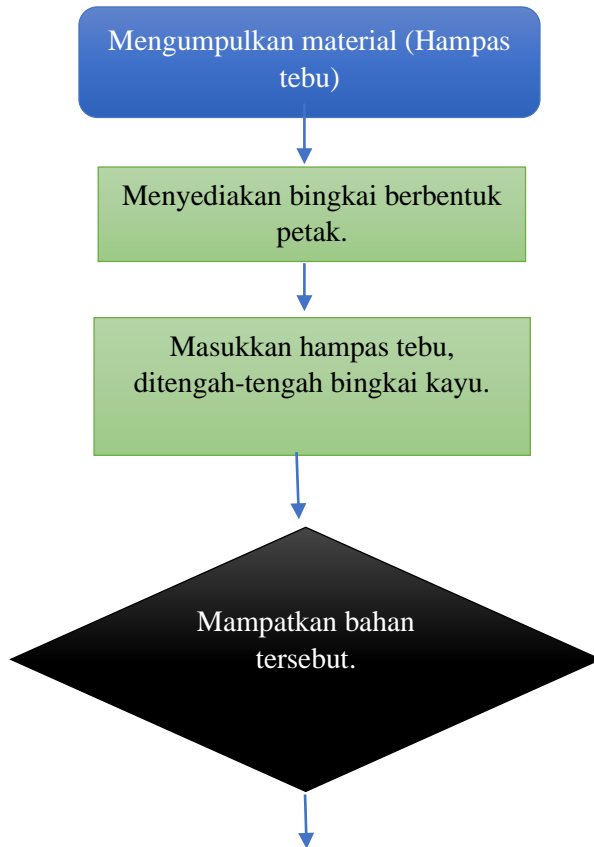 Mengumpulkan material (Hampas
tebu)
Menyediakan bingkai berbentuk
petak.
Masukkan hampas tebu,
ditengah-tengah bingkai kayu.
Mampatkan bahan
tersebut.